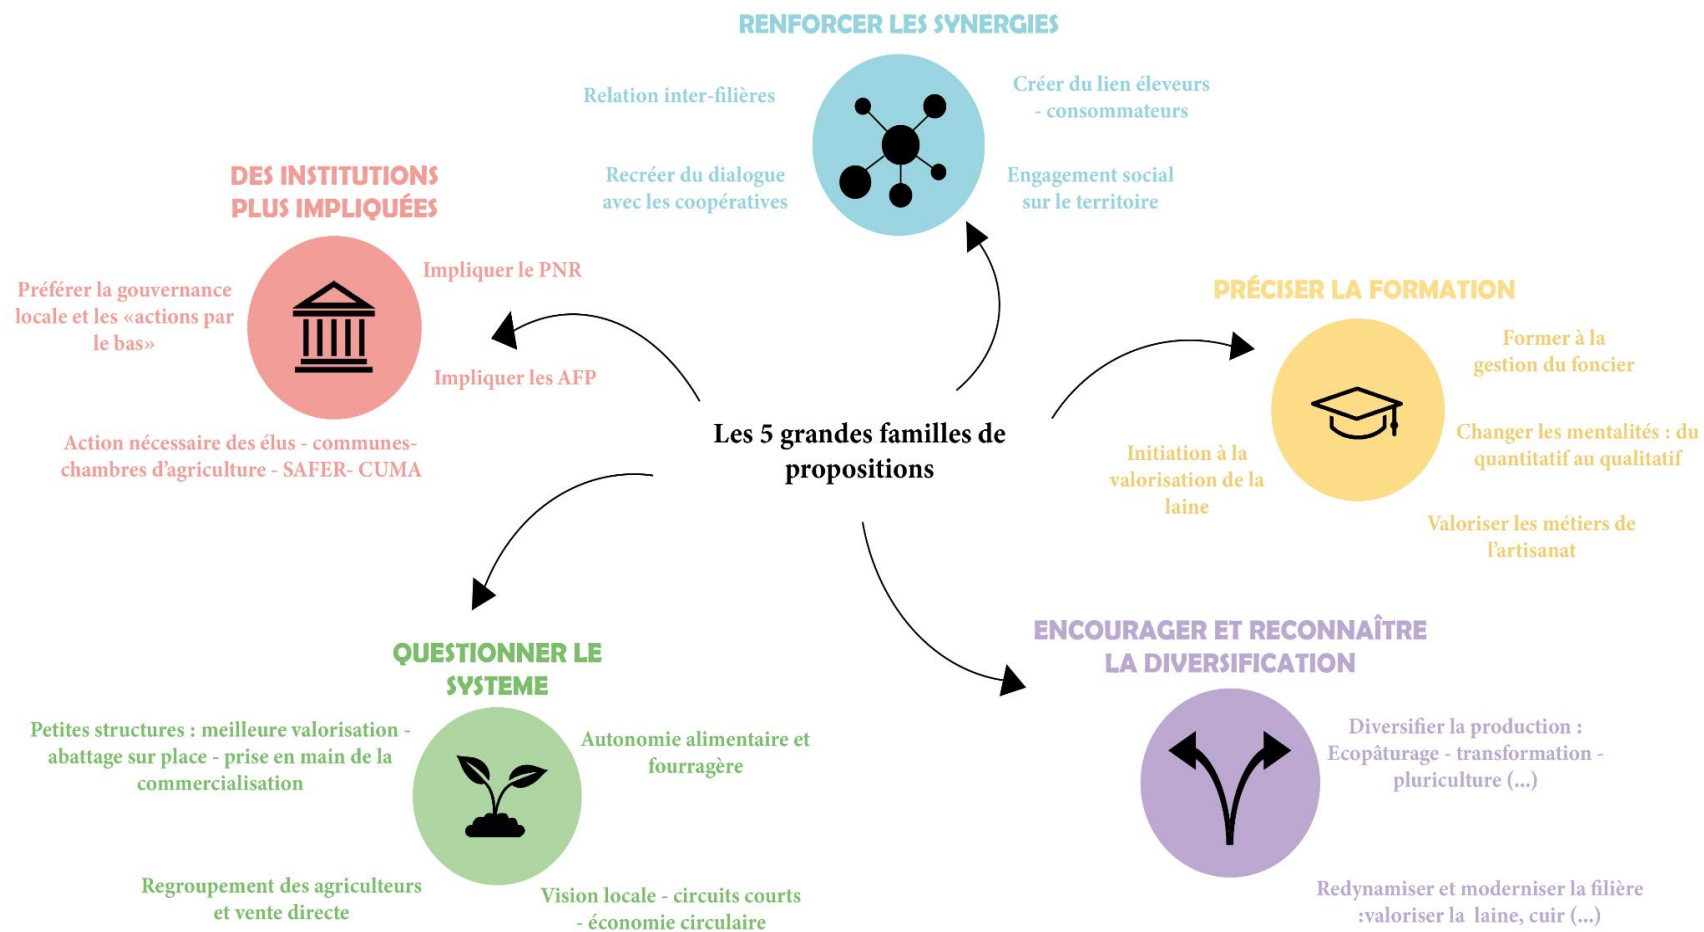 RENFORCER LES SYNERGIES
Relation inter-filières
Créer du lien éleveurs
- consommateurs
Recréer du dialogue
avec les coopératives
Engagement social
sur le territoire
DES INSTITUTIONS
PLUS IMPLIQUÉES
Impliquer le PNR
Préférer la gouvernance
locale et les «actions par
le bas»
Impliquer les AFP
Action nécessaire des élus - communes-
chambres d'agriculture - SAFER- CUMA
PRÉCISER LA FORMATION
Former à la
gestion du foncier
Changer les mentalités : du
quantitatif au qualitatif
Initiation à la
valorisation de la
laine
Valoriser les métiers de
l'artisanat
Les 5 grandes familles de
propositions
QUESTIONNER LE
SYSTEME
Petites structures : meilleure valorisation -
abattage sur place - prise en main de la
commercialisation
Autonomie alimentaire et
fourragère
Regroupement des agriculteurs
et vente directe
Vision locale - circuits courts
- économie circulaire
ENCOURAGER ET RECONNAÎTRE
LA DIVERSIFICATION
Diversifier la production :
Ecopâturage - transformation -
pluriculture (...)
Redynamiser et moderniser la filière
:valoriser la laine, cuir (...)